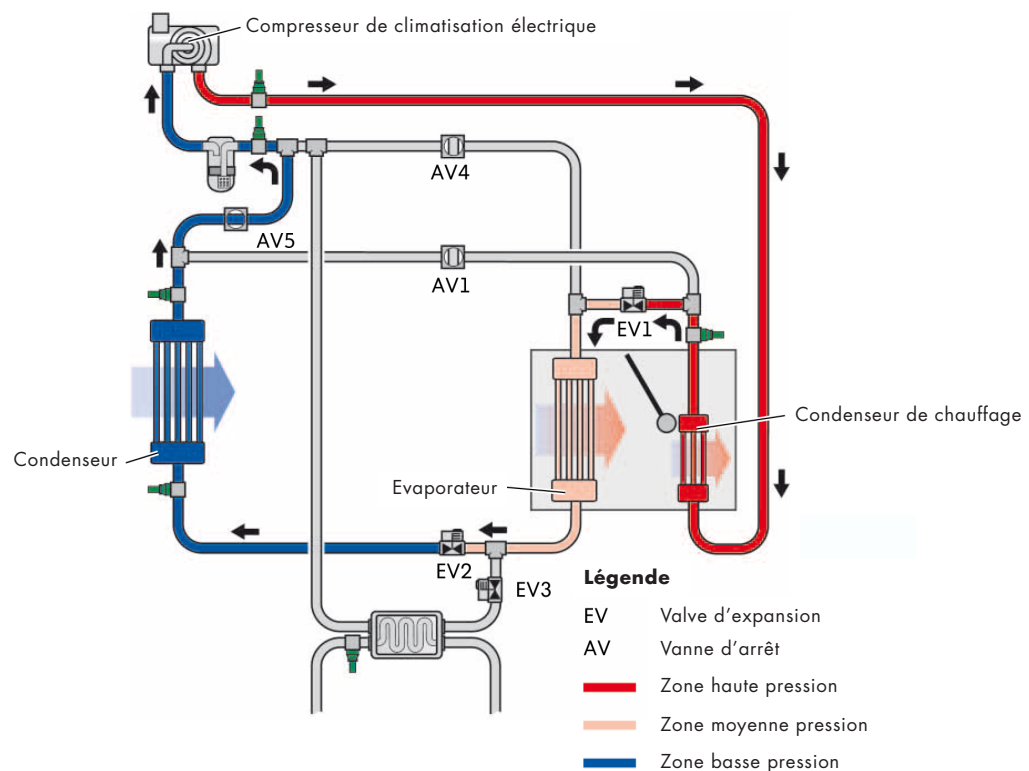 Compresseur de climatisation électrique
AV4
AV5
AV1
EV1
Condenseur de chauffage
Condenseur
Evaporateur
EV2
EV3
Légende
EV Valve d'expansion
AV Vanne d'arrêt
Zone haute pression
Zone moyenne pression
Zone basse pression